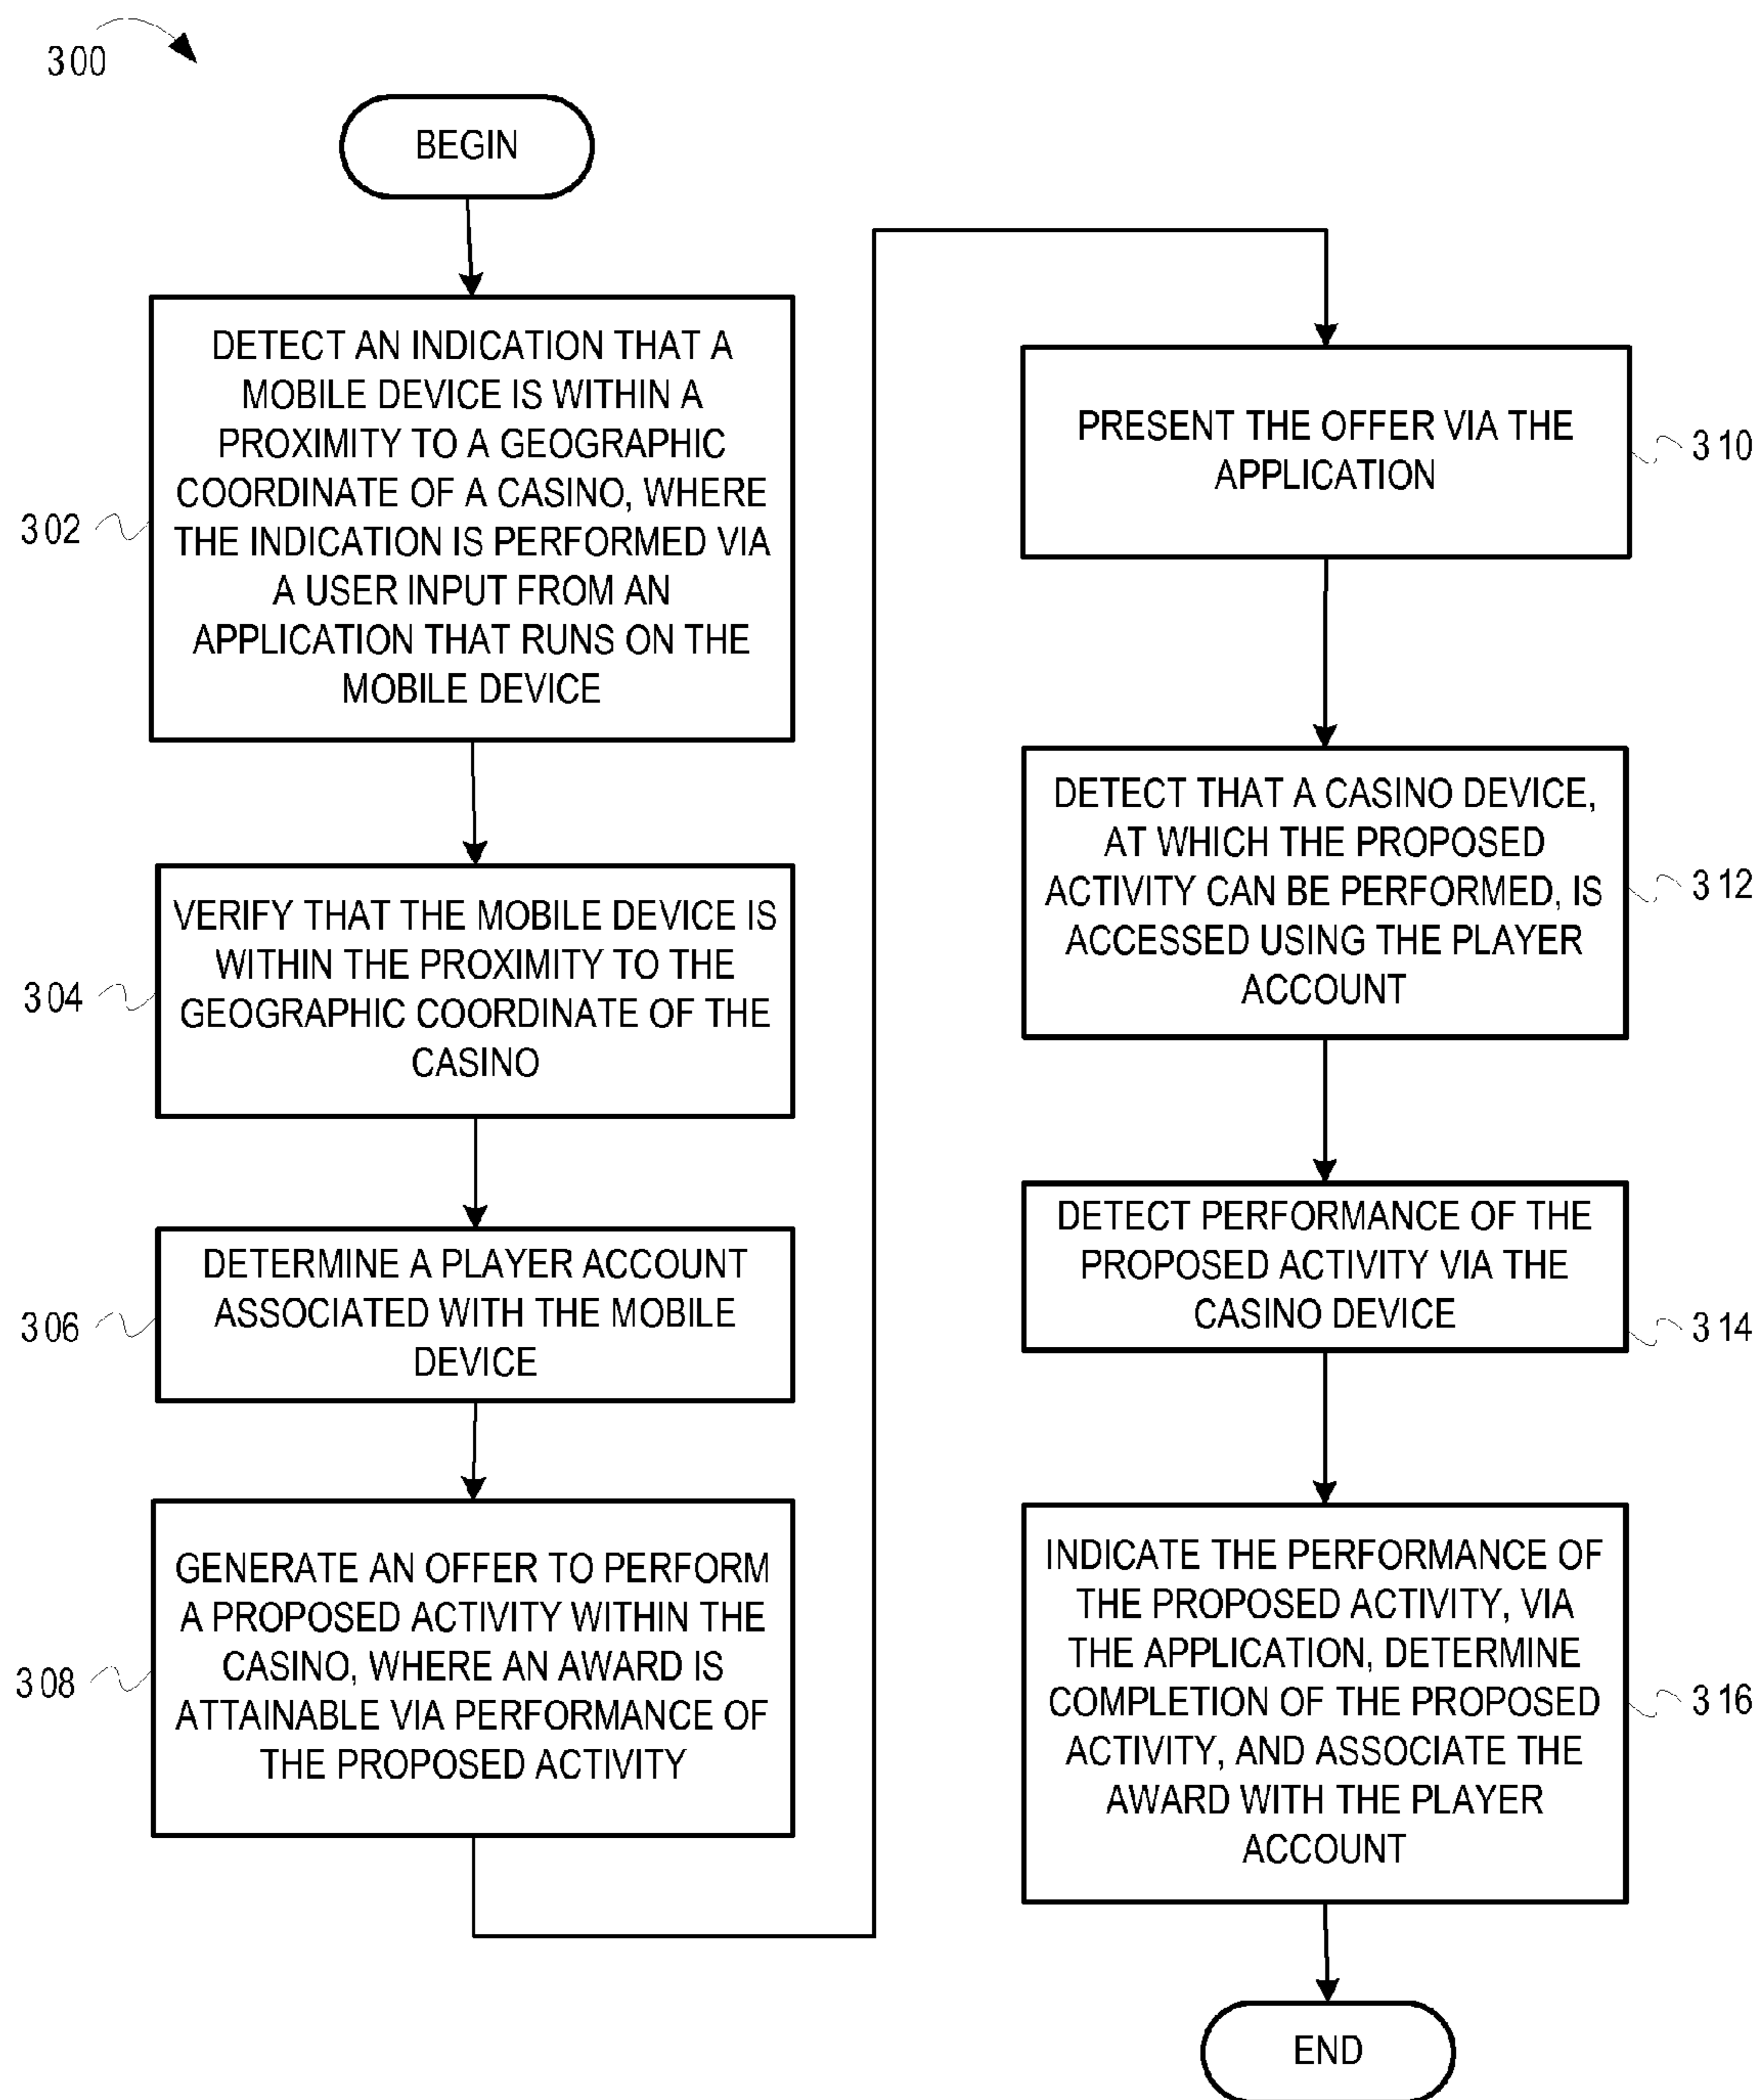 300
BEGIN
302
DETECT AN INDICATION THAT A
MOBILE DEVICE IS WITHIN A
PROXIMITY TO A GEOGRAPHIC
COORDINATE OF A CASINO, WHERE
THE INDICATION IS PERFORMED VIA
A USER INPUT FROM AN
APPLICATION THAT RUNS ON THE
MOBILE DEVICE
304
VERIFY THAT THE MOBILE DEVICE IS
WITHIN THE PROXIMITY TO THE
GEOGRAPHIC COORDINATE OF THE
CASINO
306
DETERMINE A PLAYER ACCOUNT
ASSOCIATED WITH THE MOBILE
DEVICE
308
GENERATE AN OFFER TO PERFORM
A PROPOSED ACTIVITY WITHIN THE
CASINO, WHERE AN AWARD IS
ATTAINABLE VIA PERFORMANCE OF
THE PROPOSED ACTIVITY
PRESENT THE OFFER VIA THE
APPLICATION
310
DETECT THAT A CASINO DEVICE,
AT WHICH THE PROPOSED
ACTIVITY CAN BE PERFORMED, IS
ACCESSED USING THE PLAYER
ACCOUNT
312
DETECT PERFORMANCE OF THE
PROPOSED ACTIVITY VIA THE
CASINO DEVICE
314
INDICATE THE PERFORMANCE OF
THE PROPOSED ACTIVITY, VIA
THE APPLICATION, DETERMINE
COMPLETION OF THE PROPOSED
ACTIVITY, AND ASSOCIATE THE
AWARD WITH THE PLAYER
ACCOUNT
316
END